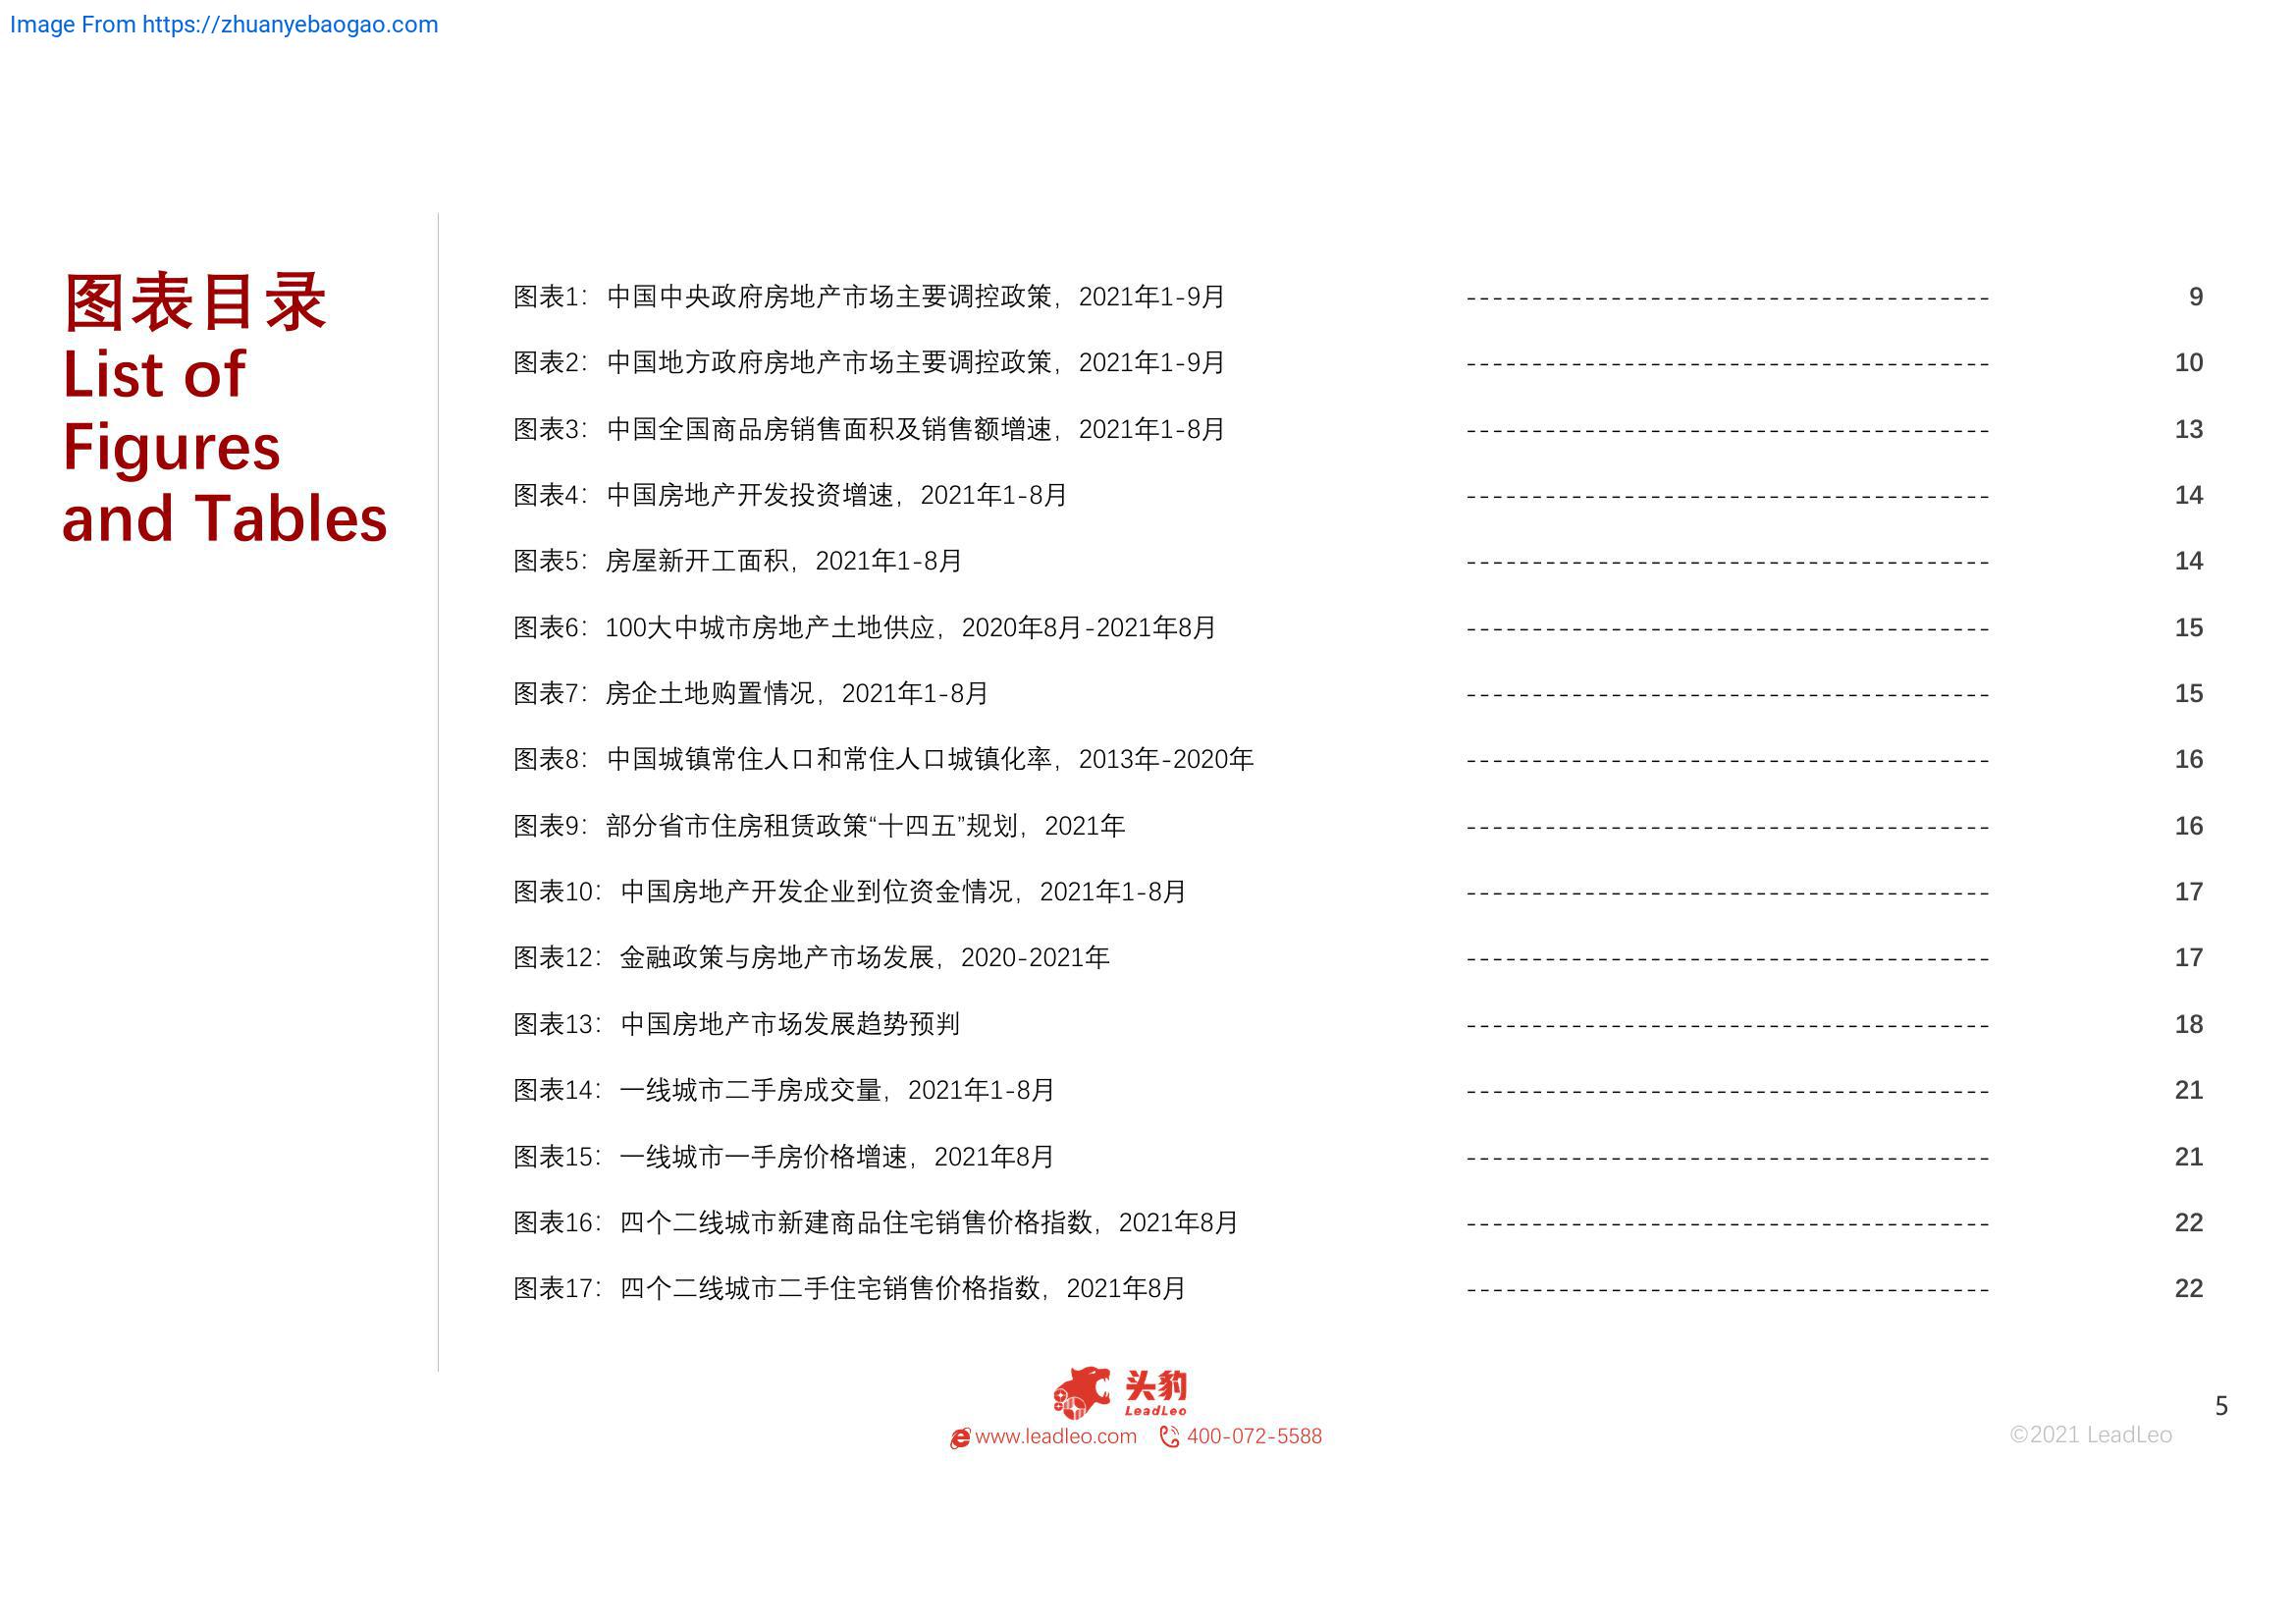 Image From https://zhuanyebaogao.com
图表目录
List of
Figures
and Tables
图表1：中国中央政府房地产市场主要调控政策，2021年1-9月 ---------------------------------------- 9
图表2：中国地方政府房地产市场主要调控政策，2021年1-9月 ---------------------------------------- 10
图表3：中国全国商品房销售面积及销售额增速，2021年1-8月 ---------------------------------------- 13
图表4：中国房地产开发投资增速，2021年1-8月 ---------------------------------------- 14
图表5：房屋新开工面积，2021年1-8月 ---------------------------------------- 14
图表6：100大中城市房地产土地供应，2020年8月-2021年8月 ---------------------------------------- 15
图表7：房企土地购置情况，2021年1-8月 ---------------------------------------- 15
图表8：中国城镇常住人口和常住人口城镇化率，2013年-2020年 ---------------------------------------- 16
图表9：部分省市住房租赁政策“十四五”规划，2021年 ---------------------------------------- 16
图表10：中国房地产开发企业到位资金情况，2021年1-8月 ---------------------------------------- 17
图表12：金融政策与房地产市场发展，2020-2021年 ---------------------------------------- 17
图表13：中国房地产市场发展趋势预判 ---------------------------------------- 18
图表14：一线城市二手房成交量，2021年1-8月 ---------------------------------------- 21
图表15：一线城市一手房价格增速，2021年8月 ---------------------------------------- 21
图表16：四个二线城市新建商品住宅销售价格指数，2021年8月 ---------------------------------------- 22
图表17：四个二线城市二手住宅销售价格指数，2021年8月 ---------------------------------------- 22
头豹
LeadLeo
www.leadleo.com 400-072-5588
5
©2021 LeadLeo